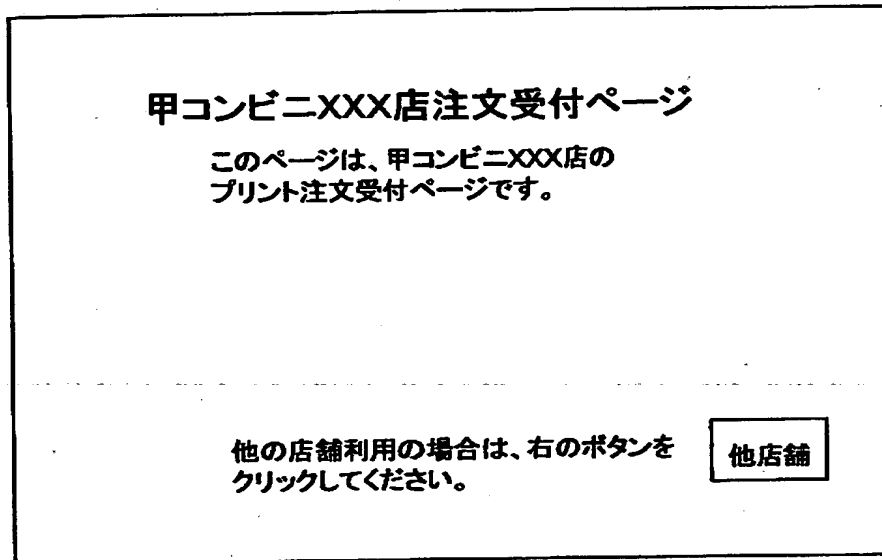 甲コンビニXXX店注文受付ページ
このページは、甲コンビニXXX店の
プリント注文受付ページです。
他の店舗利用の場合は、右のボタンを
クリックしてください。
他店舗